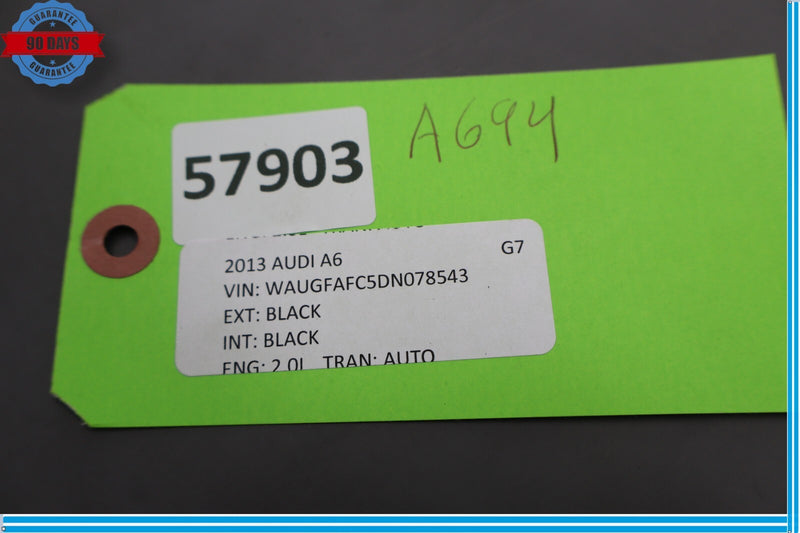 GUARANTEE
90 DAYS
GUARANTEE
A694
57903
2013 AUDI A6 G7
VIN: WAUGFAFC5DN078543
EXT: BLACK
INT: BLACK
ENG: 2.0L TRAN: AUTO